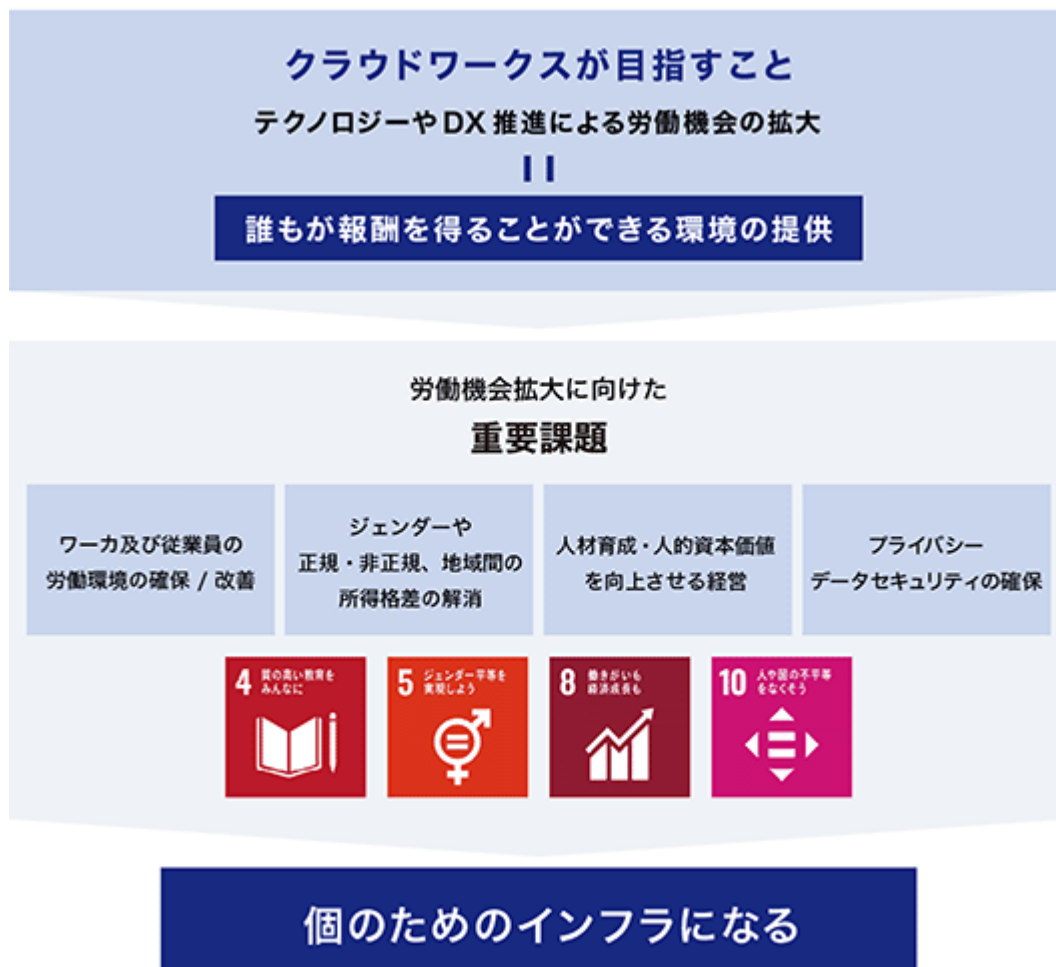 クラウドワークスが目指すこと
テクノロジーやDX推進による労働機会の拡大
誰もが報酬を得ることができる環境の提供
労働機会拡大に向けた
重要課題
ワーカ及び従業員の
労働環境の確保 / 改善
ジェンダーや
正規・非正規、地域間の
所得格差の解消
人材育成・人的資本価値
を向上させる経営
プライバシー
データセキュリティの確保
4 質の高い教育を
みんなに
5 ジェンダー平等を
実現しよう
8 働きがいも
経済成長も
10 人や国の不平等
をなくそう
個のためのインフラになる